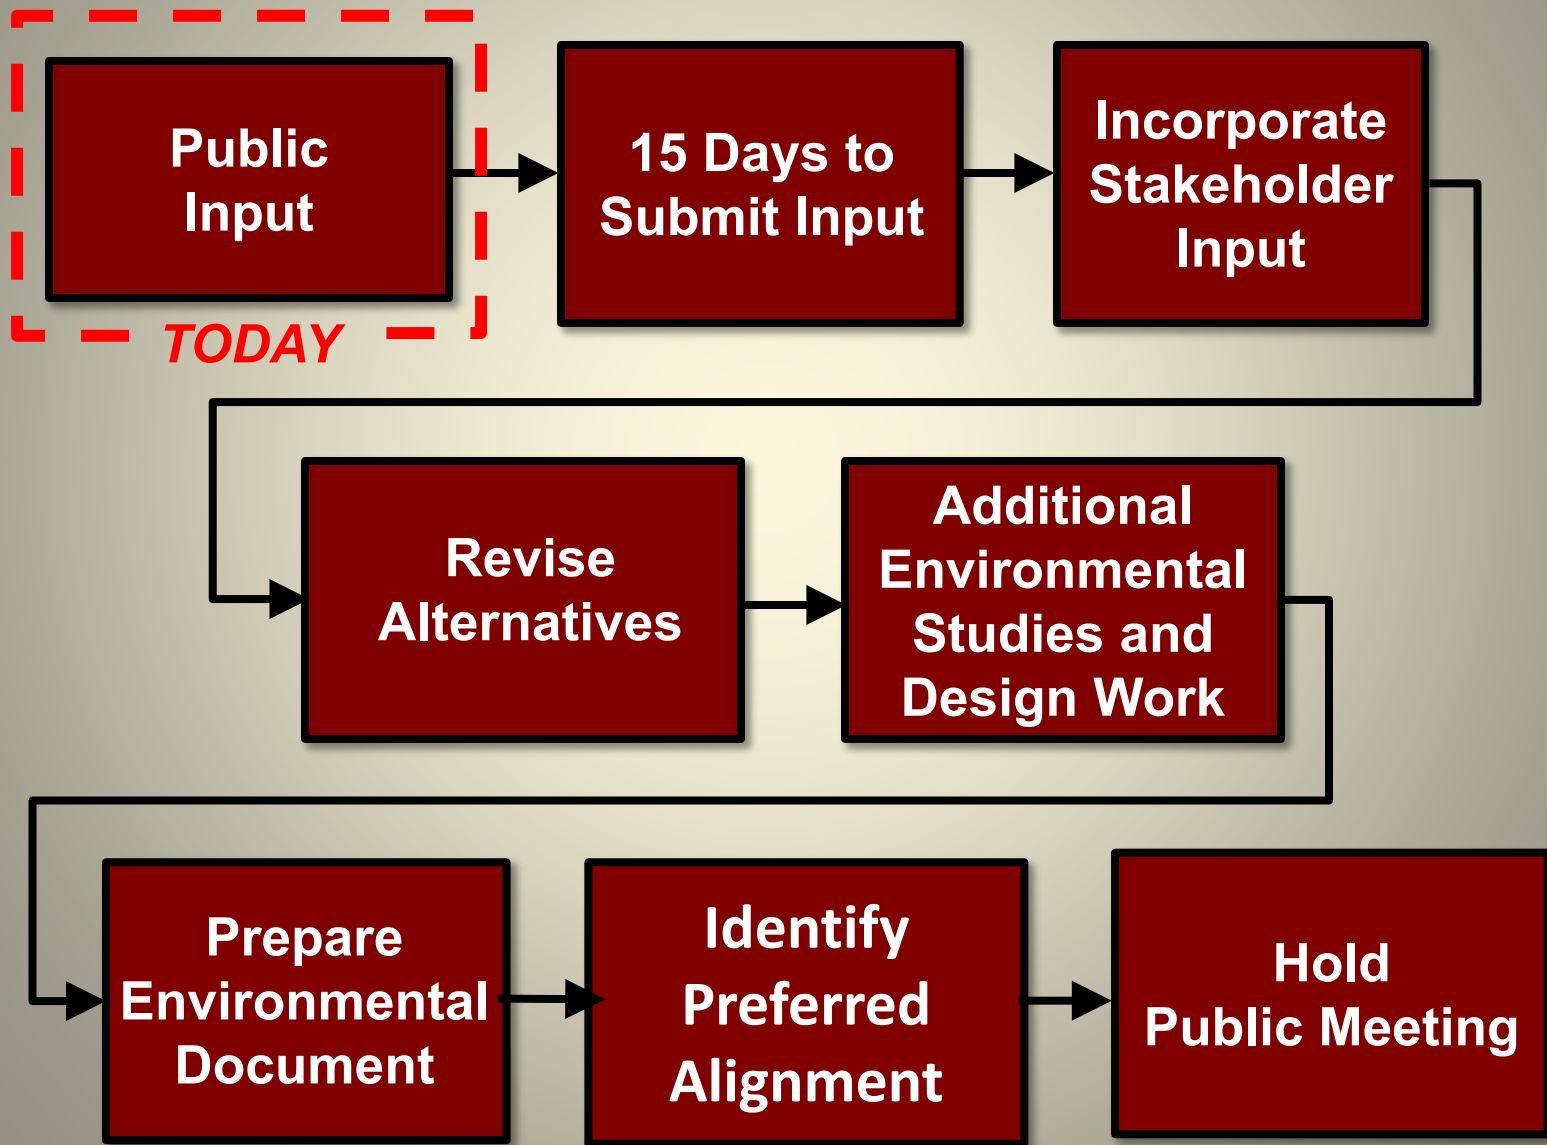 Public
Input
TODAY
15 Days to
Submit Input
Incorporate
Stakeholder
Input
Revise
Alternatives
Additional
Environmental
Studies and
Design Work
Prepare
Environmental
Document
Identify
Preferred
Alignment
Hold
Public Meeting